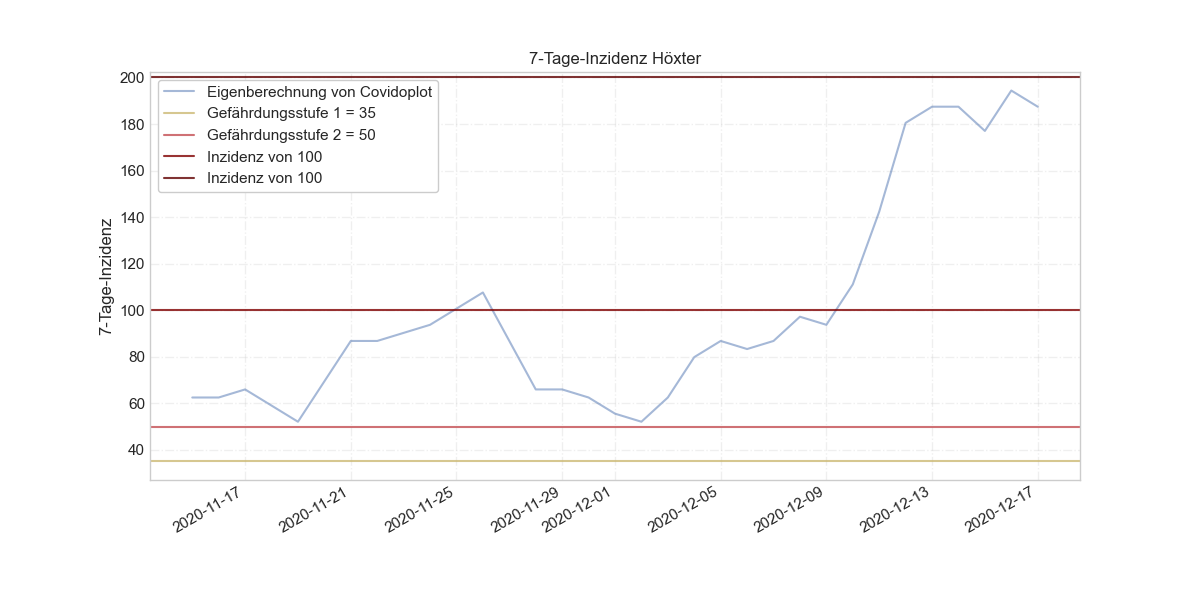 7-Tage-Inzidenz Höxter
7-Tage-Inzidenz
200
180
160
140
120
100
80
60
40
Eigenberechnung von Covidoplot
Gefährdungsstufe 1 = 35
Gefährdungsstufe 2 = 50
Inzidenz von 100
Inzidenz von 100
2020-11-17
2020-11-21
2020-11-25
2020-11-29
2020-12-01
2020-12-05
2020-12-09
2020-12-13
2020-12-17